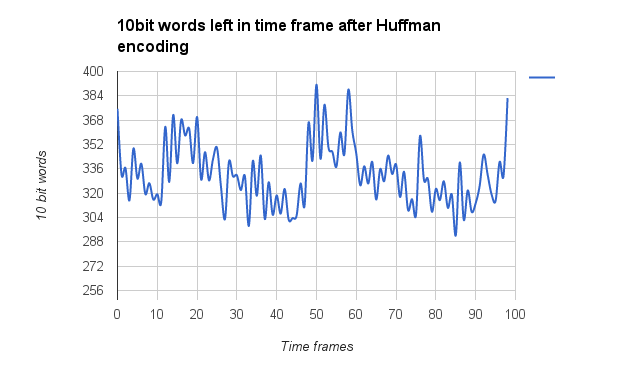 10bit words left in time frame after Huffman
encoding
400
384
368
352
336
320
304
288
272
256
10 bit words
0 10 20 30 40 50 60 70 80 90 100
Time frames